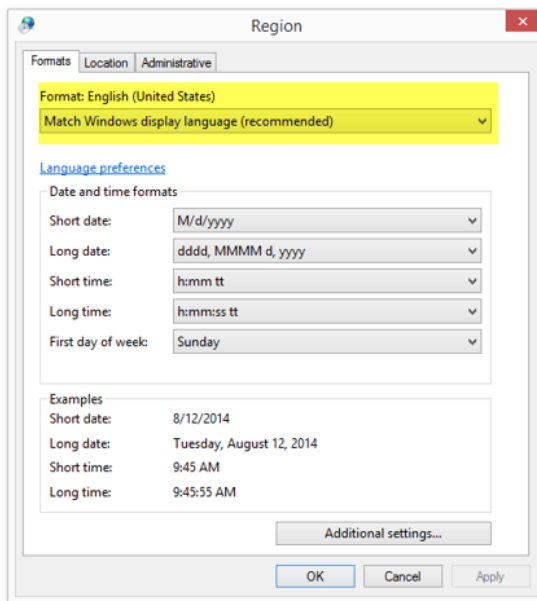 Region
Formats Location Administrative
Format: English (United States)
Match Windows display language (recommended)
Language preferences
Date and time formats
Short date: M/d/yyyy
Long date: dddd, MMMM d, yyyy
Short time: h:mm tt
Long time: h:mm:ss tt
First day of week: Sunday
Examples
Short date: 8/12/2014
Long date: Tuesday, August 12, 2014
Short time: 9:45 AM
Long time: 9:45:55 AM
Additional settings...
OK Cancel Apply